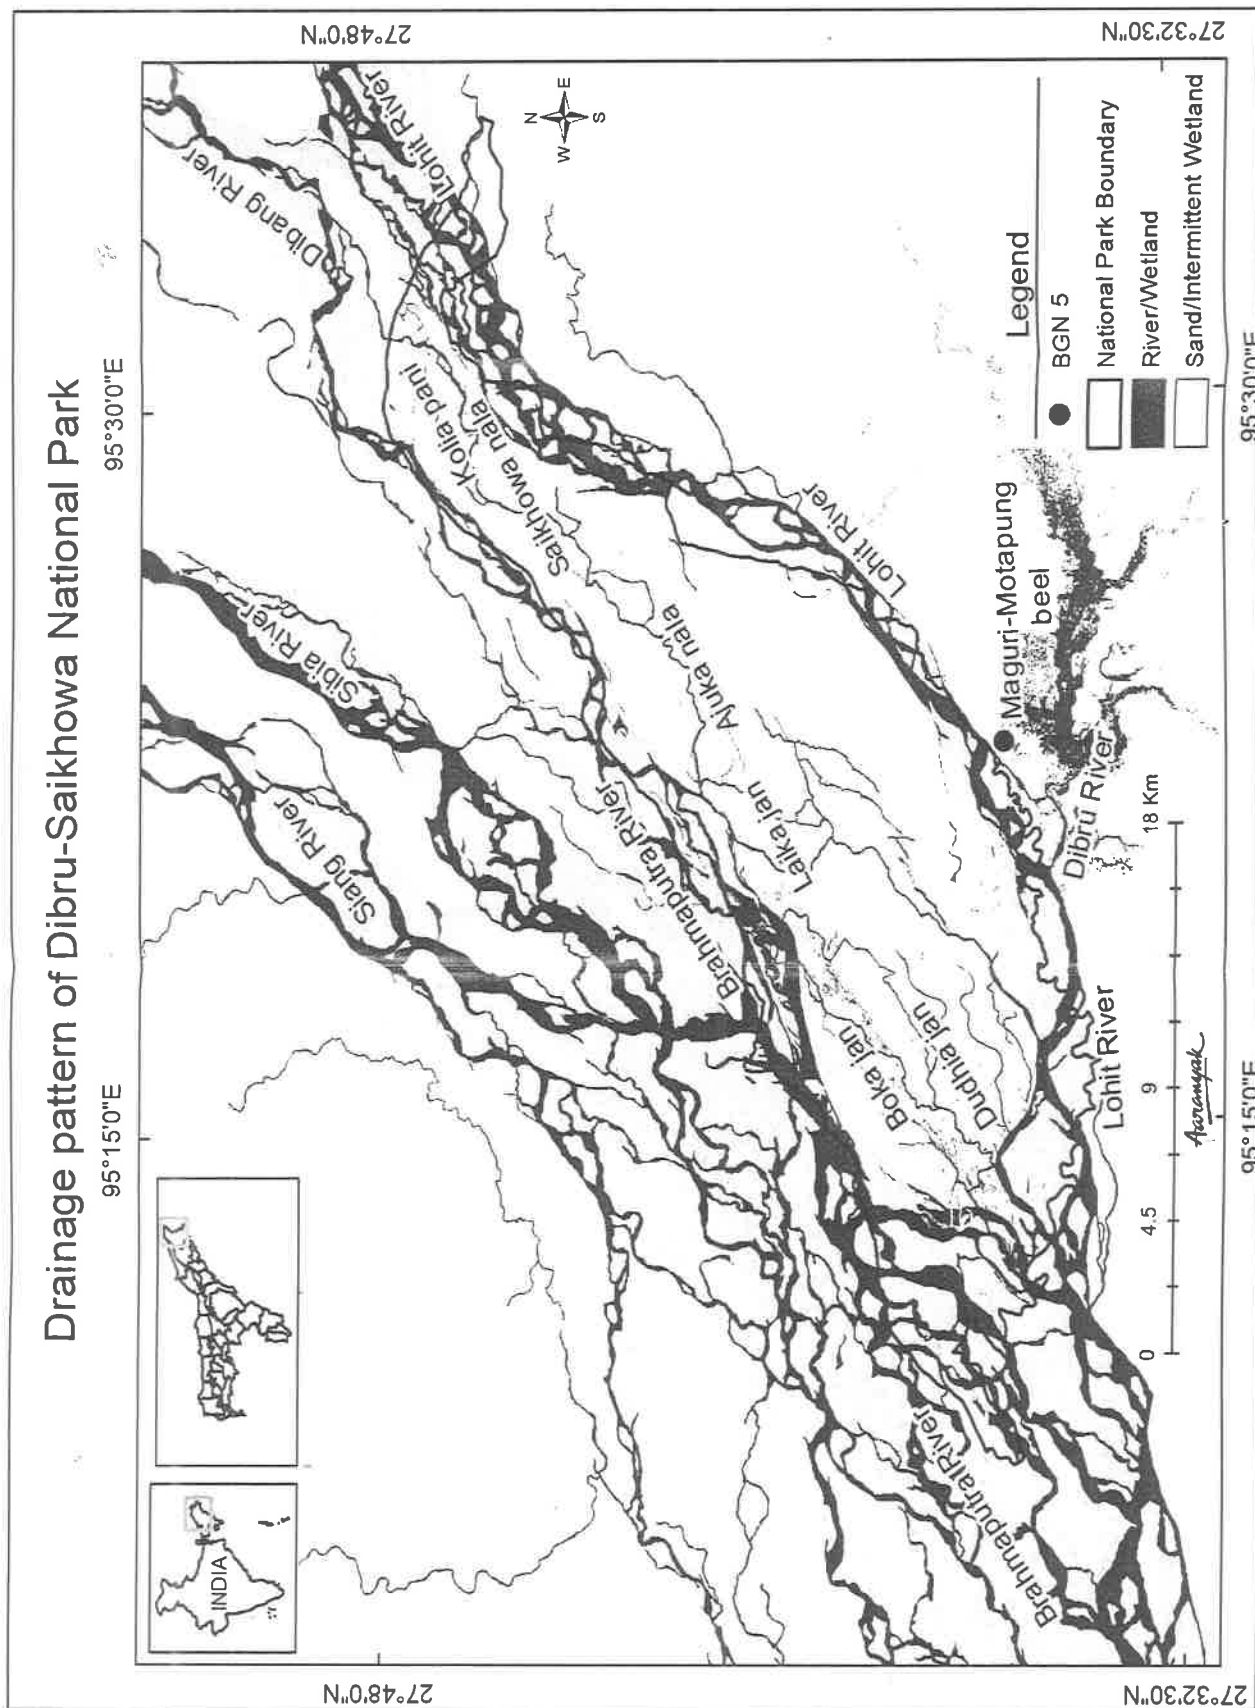 Drainage pattern of Dibru-Saikhowa National Park
95°15'0"E
95°30'0"E
27°48'0"N
27°48'0"N
27°32'30"N
27°32'30"N
95°15'0"E
95°30'0"E
INDIA
N
W
E
S
Siang River
Sibia River
Dibang River
Lohit River
Kolia pani
Saikhowa nala
Brahmaputra River
Ajuka nala
Laika jan
Lohit River
Boka jan
Dudhia jan
Maguri-Motapung
beel
Dibru River
Lohit River
Brahmaputra River
0
4.5
9
18 Km
Aaranyak
Legend
BGN 5
National Park Boundary
River/Wetland
Sand/Intermittent Wetland